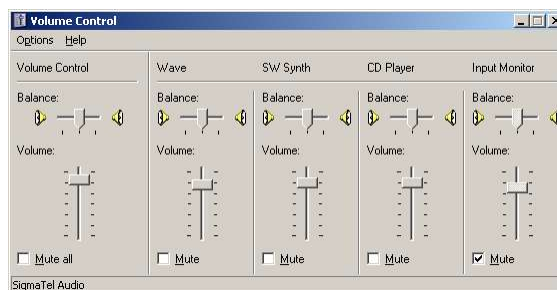 Volume Control
Options Help
Volume Control Wave SW Synth CD Player Input Monitor
Balance: Balance: Balance: Balance: Balance:
Volume: Volume: Volume: Volume: Volume:
Mute all Mute Mute Mute Mute
SigmaTel Audio